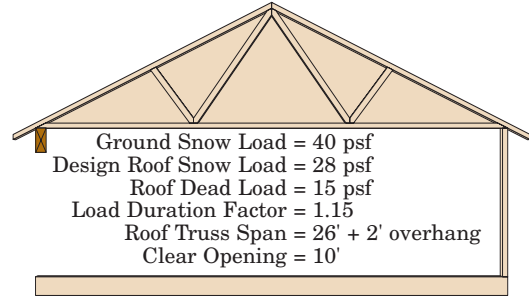 Ground Snow Load = 40 psf
Design Roof Snow Load = 28 psf
Roof Dead Load = 15 psf
Load Duration Factor = 1.15
Roof Truss Span = 26' + 2' overhang
Clear Opening = 10'